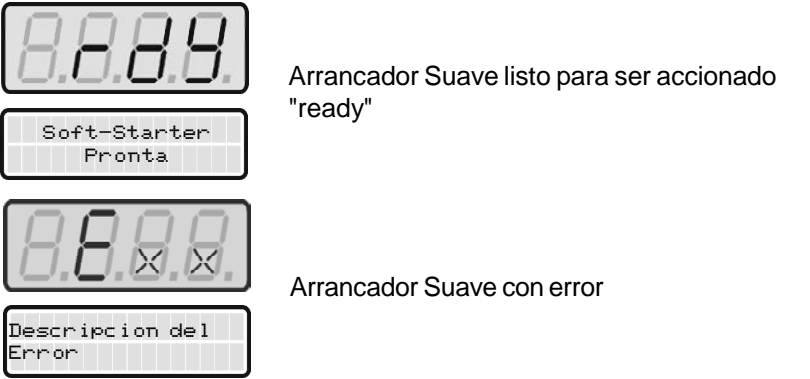 rdy
Arrancador Suave listo para ser accionado
"ready"
Soft-Starter
Pronta
Exx
Arrancador Suave con error
Descripcion del
Error